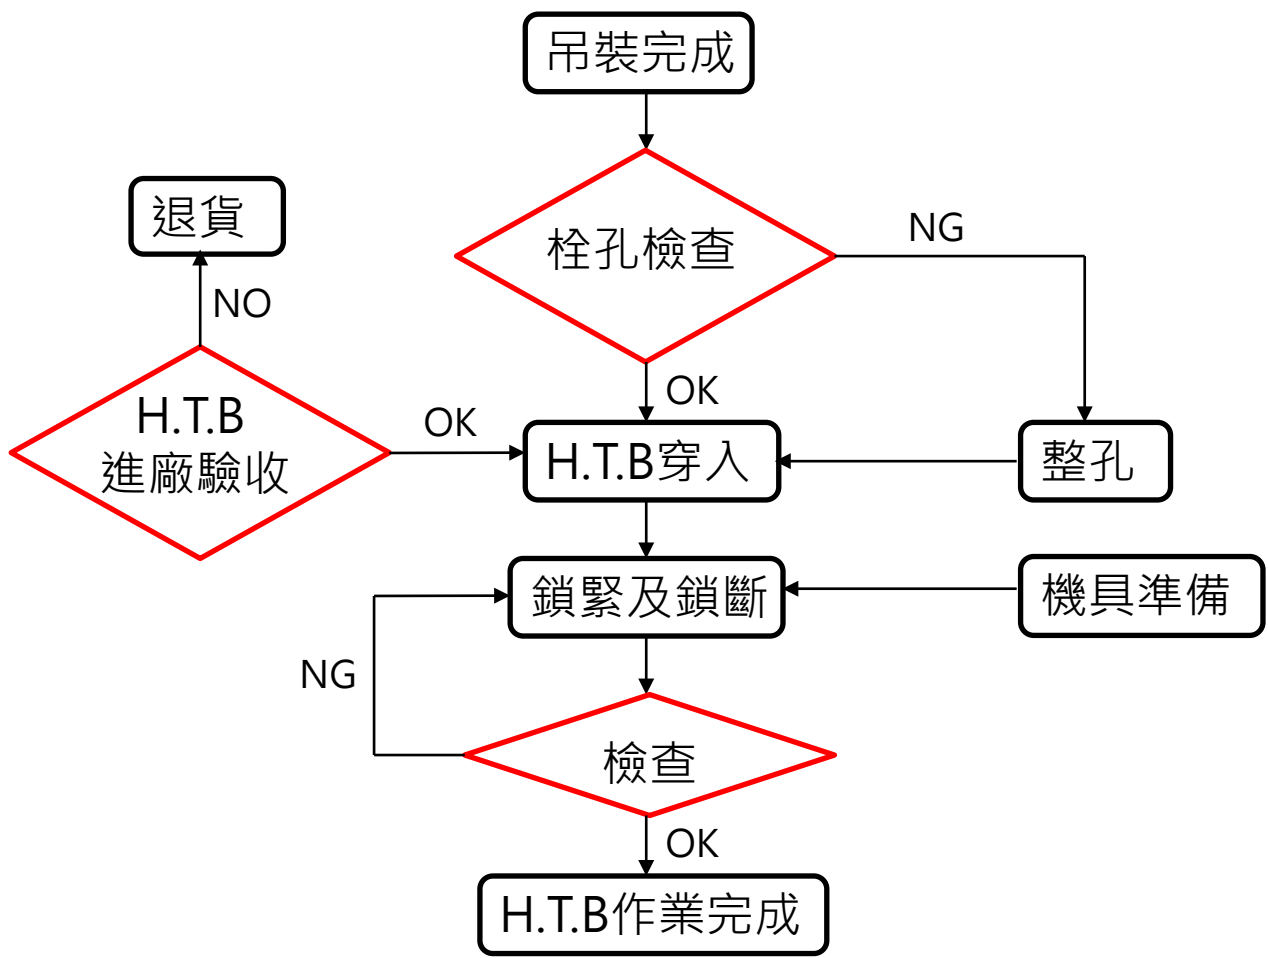 吊裝完成
退貨
栓孔檢查
NG
NO
OK
H.T.B
進廠驗收
OK
H.T.B穿入
整孔
鎖緊及鎖斷
機具準備
NG
檢查
OK
H.T.B作業完成